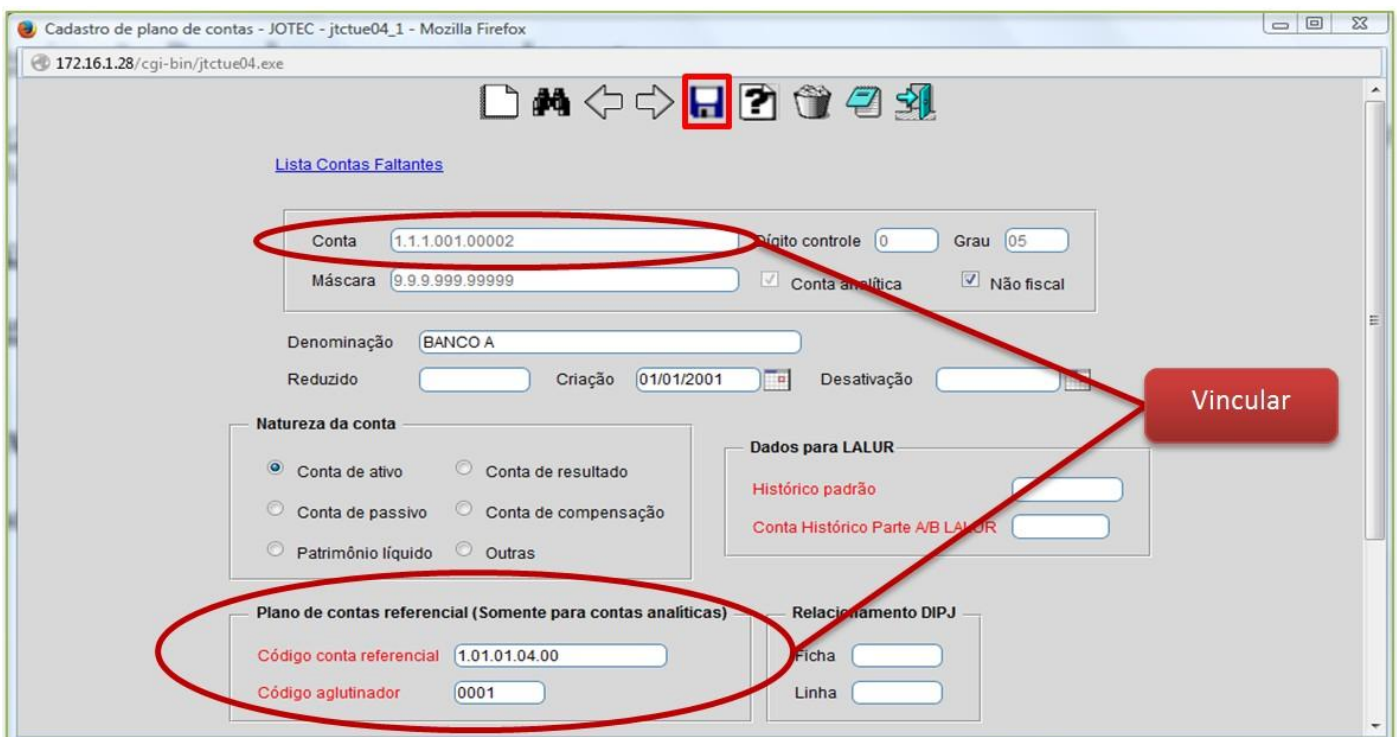 Cadastro de plano de contas - JOTEC - jtctue04_1 - Mozilla Firefox
172.16.1.28/cgi-bin/jtctue04.exe
Lista Contas Faltantes
Conta 1.1.1.001.00002 Dígito controle 0 Grau 05
Máscara 9.9.9.999.99999 Conta analítica Não fiscal
Denominação BANCO A
Reduzido Criação 01/01/2001 Desativação
Vincular
Natureza da conta
Dados para LALUR
Conta de ativo Conta de resultado
Histórico padrão
Conta de passivo Conta de compensação
Conta Histórico Parte A/B LALUR
Patrimônio líquido Outras
Plano de contas referencial (Somente para contas analíticas) Relacionamento DIPJ
Código conta referencial 1.01.01.04.00 Ficha
Código aglutinador 0001 Linha